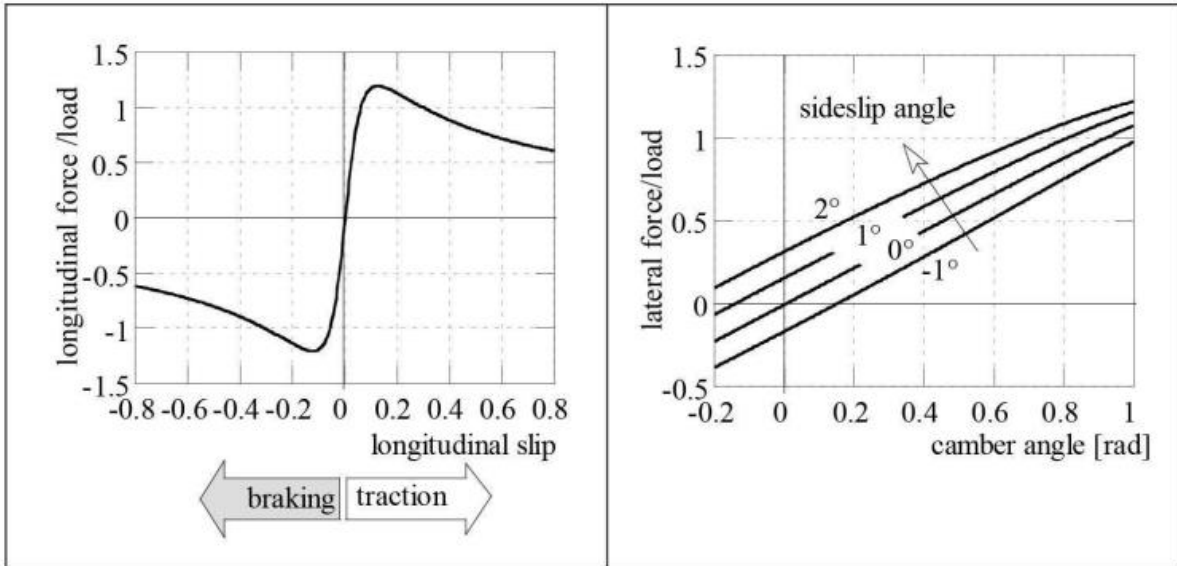 1.5
1
0.5
0
-0.5
-1
-1.5
longitudinal force /load
-0.8 -0.6 -0.4 -0.2 0 0.2 0.4 0.6 0.8
longitudinal slip
braking traction
1.5
1
0.5
0
-0.5
lateral force/load
sideslip angle
2°
1°
0°
-1°
-0.2 0 0.2 0.4 0.6 0.8 1
camber angle [rad]